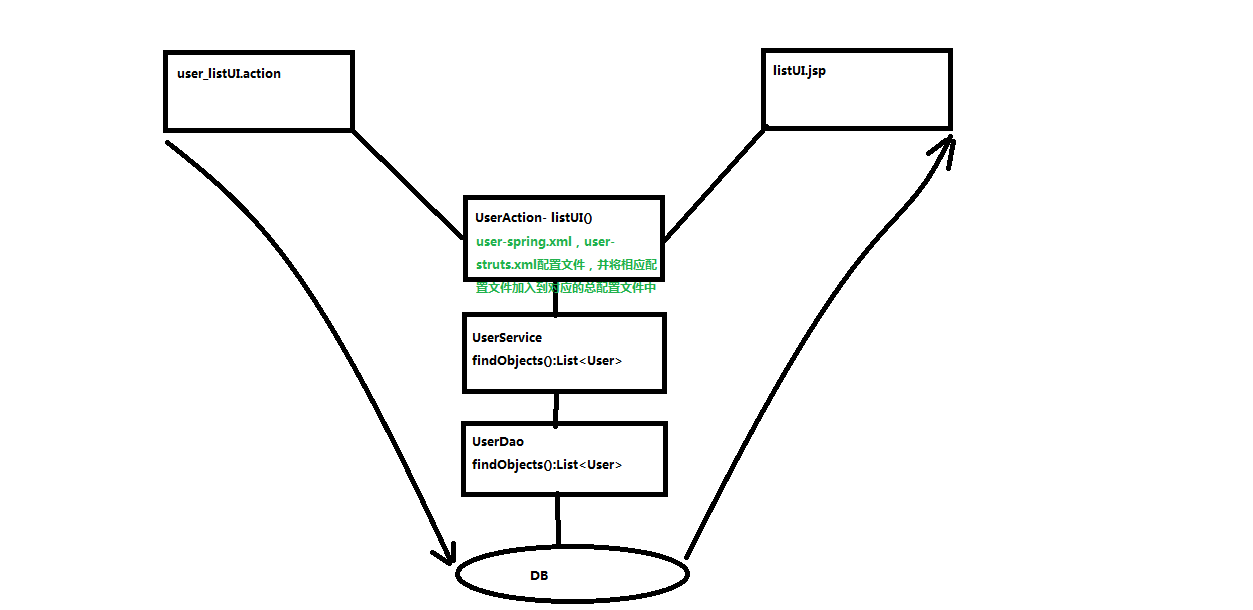 user_listUI.action
listUI.jsp
UserAction- listUI()
user-spring.xml，user-
struts.xml配置文件，并将相应配
置文件加入到对应的总配置文件中
UserService
findObjects():List<User>
UserDao
findObjects():List<User>
DB